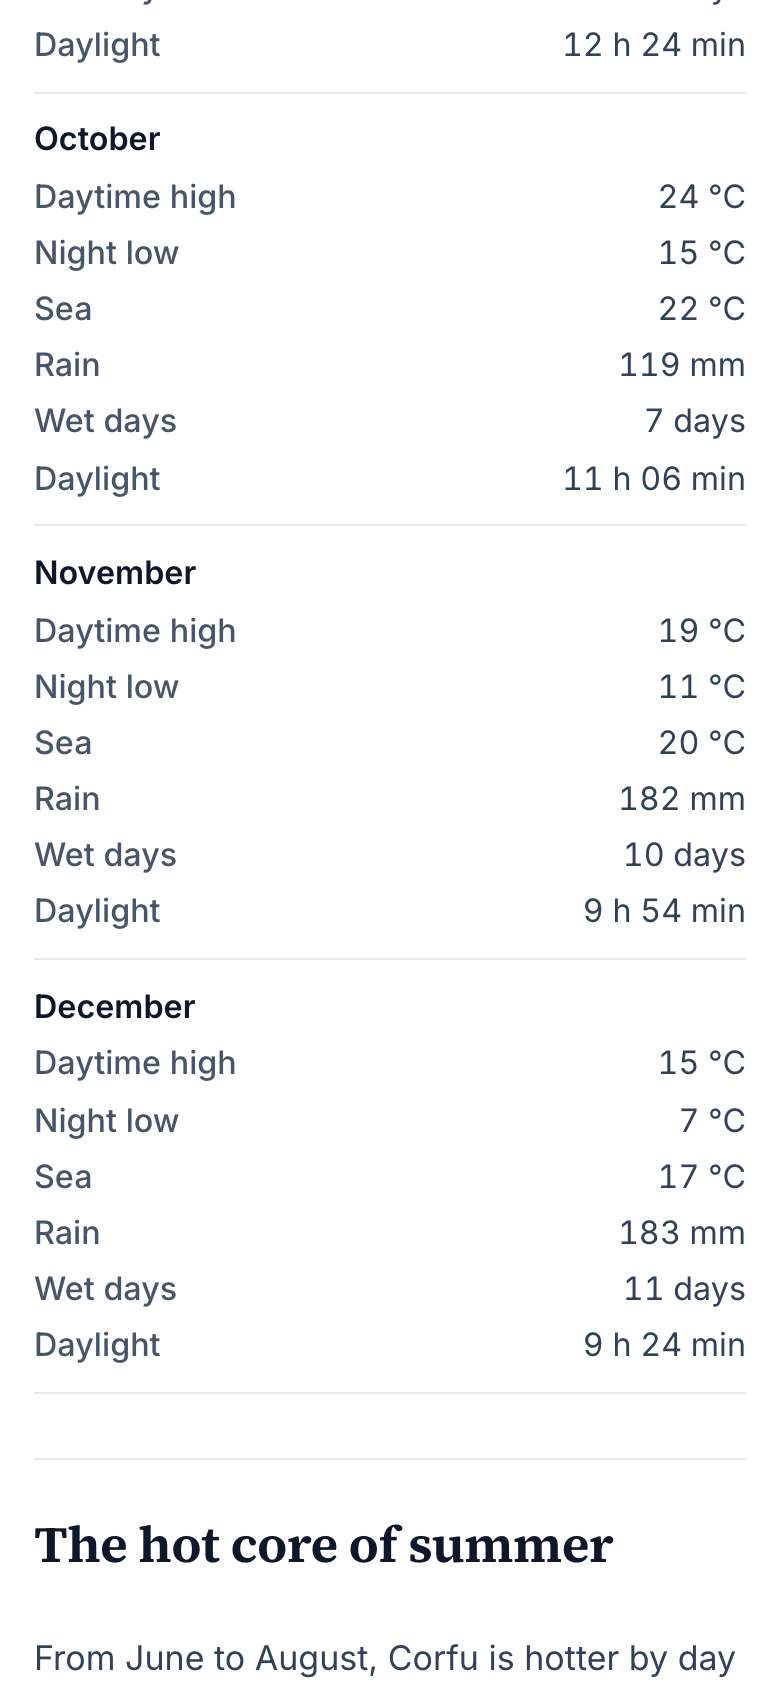 Daylight 12 h 24 min
October
Daytime high 24 °C
Night low 15 °C
Sea 22 °C
Rain 119 mm
Wet days 7 days
Daylight 11 h 06 min
November
Daytime high 19 °C
Night low 11 °C
Sea 20 °C
Rain 182 mm
Wet days 10 days
Daylight 9 h 54 min
December
Daytime high 15 °C
Night low 7 °C
Sea 17 °C
Rain 183 mm
Wet days 11 days
Daylight 9 h 24 min
The hot core of summer
From June to August, Corfu is hotter by day